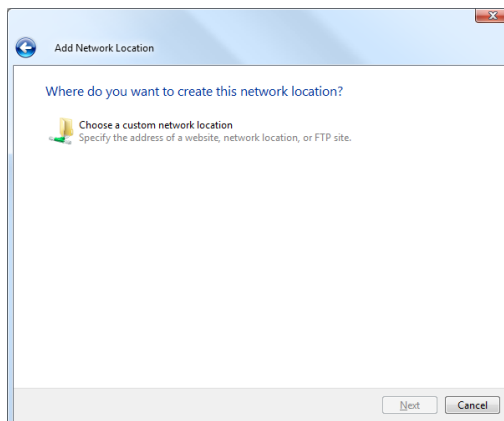 Add Network Location
Where do you want to create this network location?
Choose a custom network location
Specify the address of a website, network location, or FTP site.
Next
Cancel